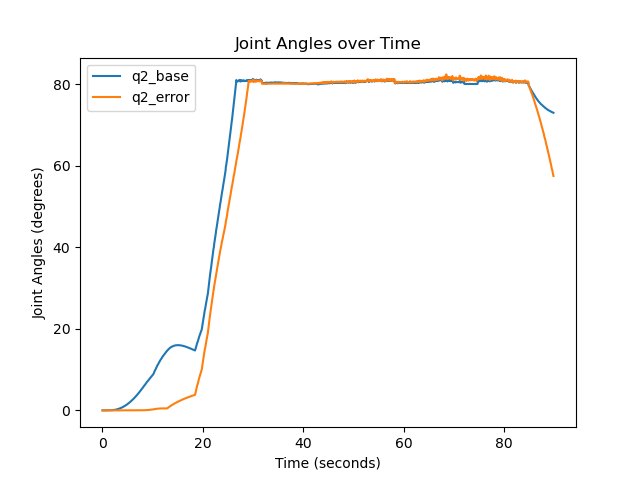 Joint Angles over Time
q2_base
q2_error
Joint Angles (degrees)
80
60
40
20
0
0 20 40 60 80
Time (seconds)